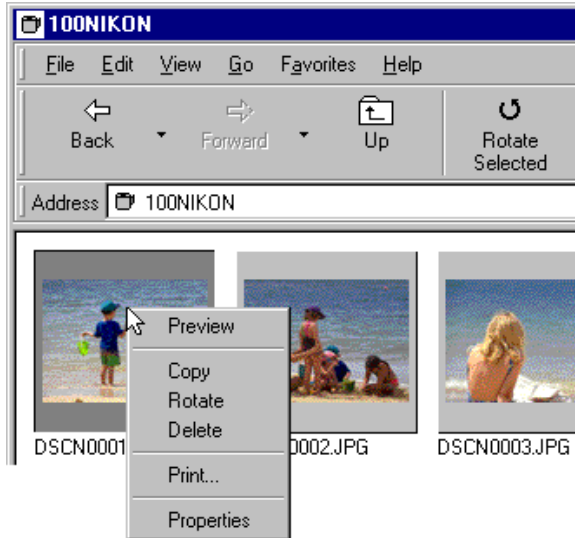 100NIKON
File Edit View Go Favorites Help
Back Forward Up Rotate Selected
Address 100NIKON
Preview
Copy
Rotate
Delete
Print...
Properties
DSCN0001 0002.JPG DSCN0003.JPG